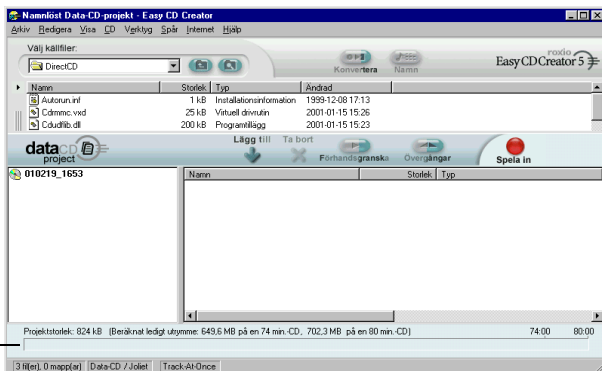 Namnlöst Data-CD-projekt - Easy CD Creator
Arkiv Redigera Visa CD Verktyg Spår Internet Hjälp
Välj källfiler:
DirectCD
Konvertera Namn
roxio
Easy CD Creator 5
Namn Storlek Typ Ändrad
Autorun.inf 1 kB Installationsinformation 1999-12-08 17:13
Cdrmmc.vxd 25 kB Virtuell drivrutin 2001-01-15 15:26
Cdudflib.dll 200 kB Programtillägg 2001-01-15 15:23
datacd
project
Lägg till Ta bort
Förhandsgranska Övergångar Spela in
010219_1653
Namn Storlek Typ
Projektstorlek: 824 kB (Beräknat ledigt utrymme: 649,6 MB på en 74 min.-CD, 702,3 MB på en 80 min.-CD) 74:00 80:00
3 fil(er), 0 mapp(ar) Data-CD / Joliet Track-At-Once